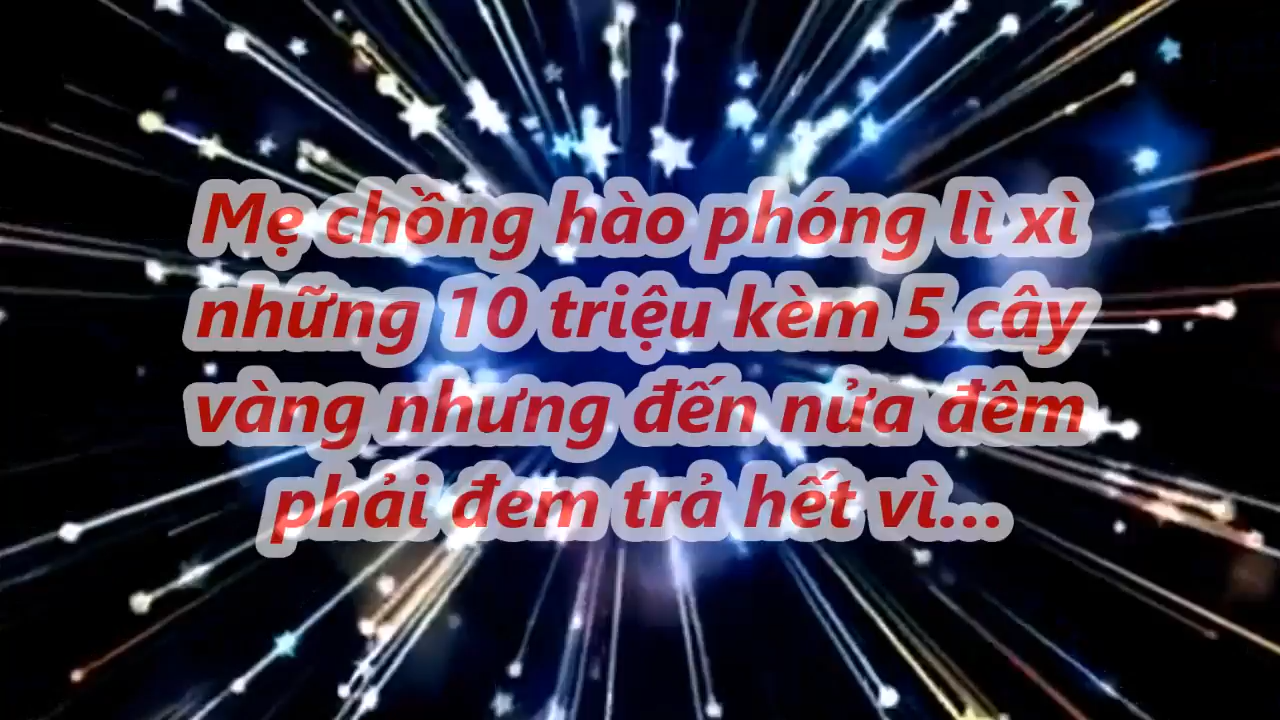 Mẹ chồng hào phóng lì xì
những 10 triệu kèm 5 cây
vàng nhưng đến nửa đêm
phải đem trả hết vì...